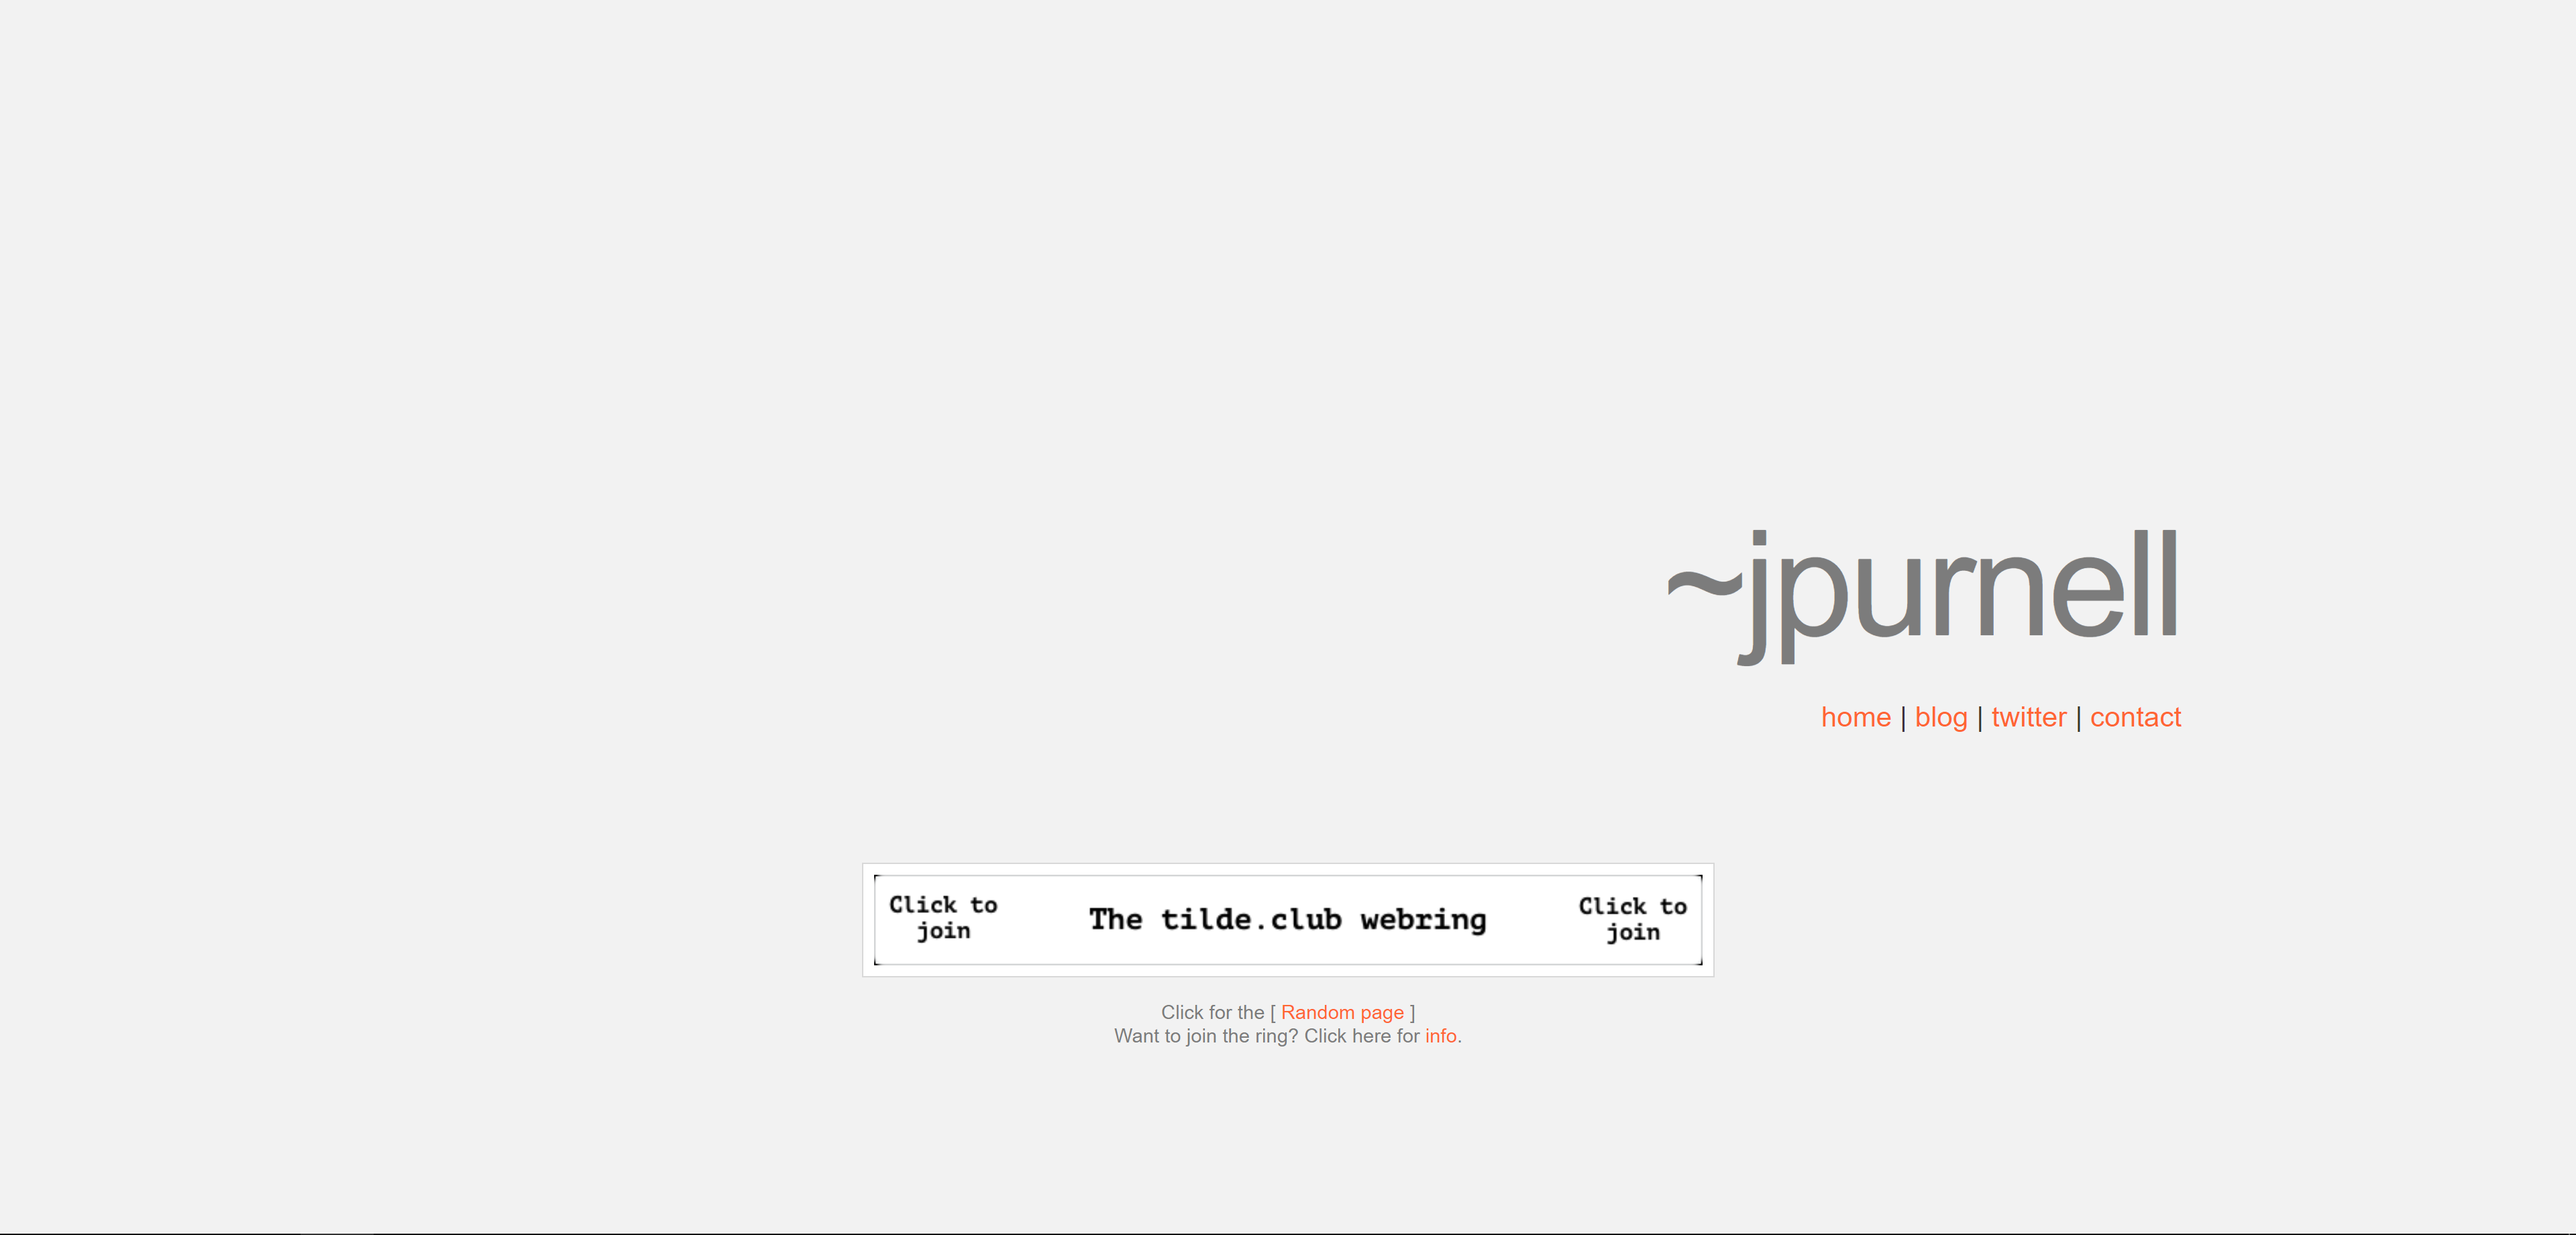 ~jpurnell
home | blog | twitter | contact
Click to
join
The tilde.club webring
Click to
join
Click for the [ Random page ]
Want to join the ring? Click here for info.